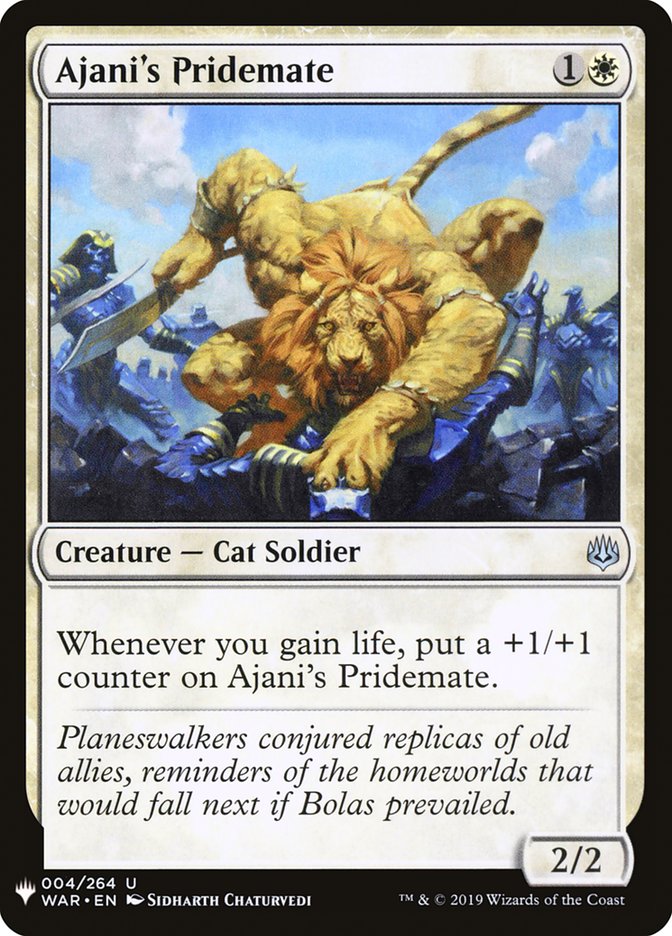 Ajani's Pridemate 1
Creature — Cat Soldier
Whenever you gain life, put a +1/+1
counter on Ajani's Pridemate.
Planeswalkers conjured replicas of old
allies, reminders of the homeworlds that
would fall next if Bolas prevailed.
2/2
004/264 U
WAR • EN Sidharth Chaturvedi ™ & © 2019 Wizards of the Coast